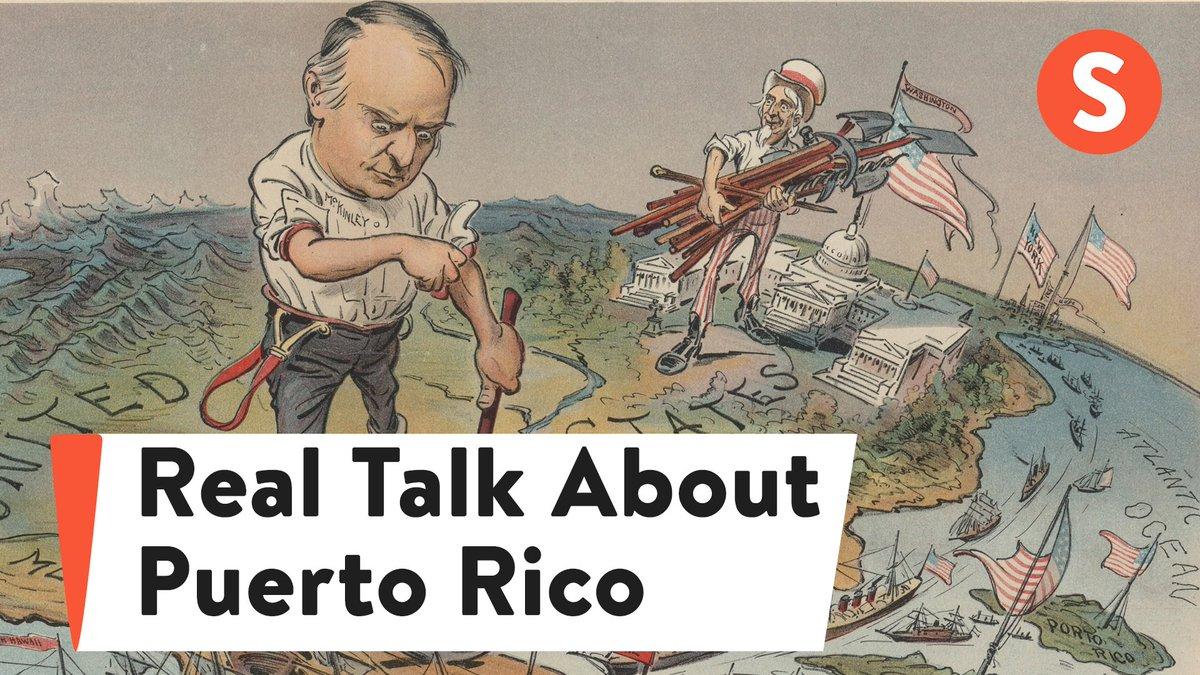 S
WASHINGTON
McKINLEY
NEW YORK
UNITED
STATES
ATLANTIC
OCEAN
Real Talk About
Puerto Rico
HAWAII
PORTO
RICO